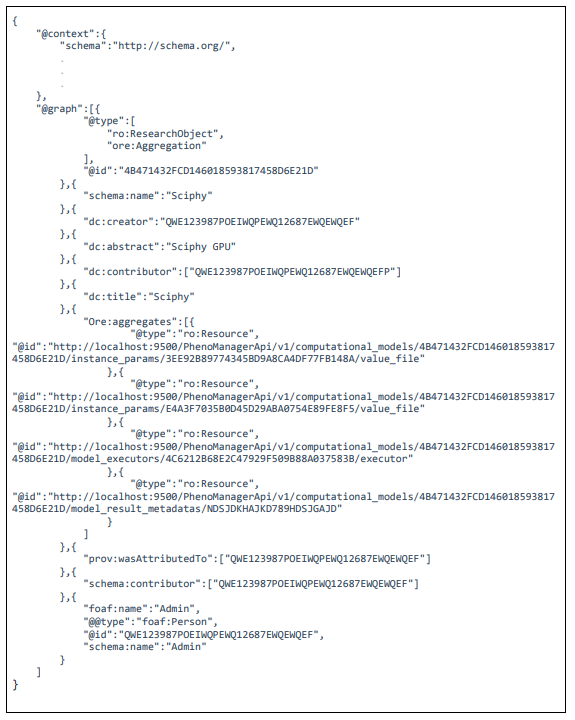 {
"@context":{
"schema":"http://schema.org/",
.
.
.
},
"@graph":[{
"@type":[
"ro:ResearchObject",
"ore:Aggregation"
],
"@id":"4B471432FCD146018593817458D6E21D"
},{
"schema:name":"Sciphy"
},{
"dc:creator":"QWE123987POEIWQPEWQ12687EWQEWQEF"
},{
"dc:abstract":"Sciphy GPU"
},{
"dc:contributor":["QWE123987POEIWQPEWQ12687EWQEWQEFP"]
},{
"dc:title":"Sciphy"
},{
"Ore:aggregates":[{
"@type":"ro:Resource",
"@id":"http://localhost:9500/PhenoManagerApi/v1/computational_models/4B471432FCD146018593817
458D6E21D/instance_params/3EE92B89774345BD9A8CA4DF77FB148A/value_file"
},{
"@type":"ro:Resource",
"@id":"http://localhost:9500/PhenoManagerApi/v1/computational_models/4B471432FCD146018593817
458D6E21D/instance_params/E4A3F7035B0D45D29ABA0754E89FE8F5/value_file"
},{
"@type":"ro:Resource",
"@id":"http://localhost:9500/PhenoManagerApi/v1/computational_models/4B471432FCD146018593817
458D6E21D/model_executors/4C6212B68E2C47929F509B88A037583B/executor"
},{
"@type":"ro:Resource",
"@id":"http://localhost:9500/PhenoManagerApi/v1/computational_models/4B471432FCD146018593817
458D6E21D/model_result_metadatas/NDSJDKHAJKD789HDSJGAJD"
}
]
},{
"prov:wasAttributedTo":["QWE123987POEIWQPEWQ12687EWQEWQEF"]
},{
"schema:contributor":["QWE123987POEIWQPEWQ12687EWQEWQEF"]
},{
"foaf:name":"Admin",
"@@type":"foaf:Person",
"@id":"QWE123987POEIWQPEWQ12687EWQEWQEF",
"schema:name":"Admin"
}
]
}